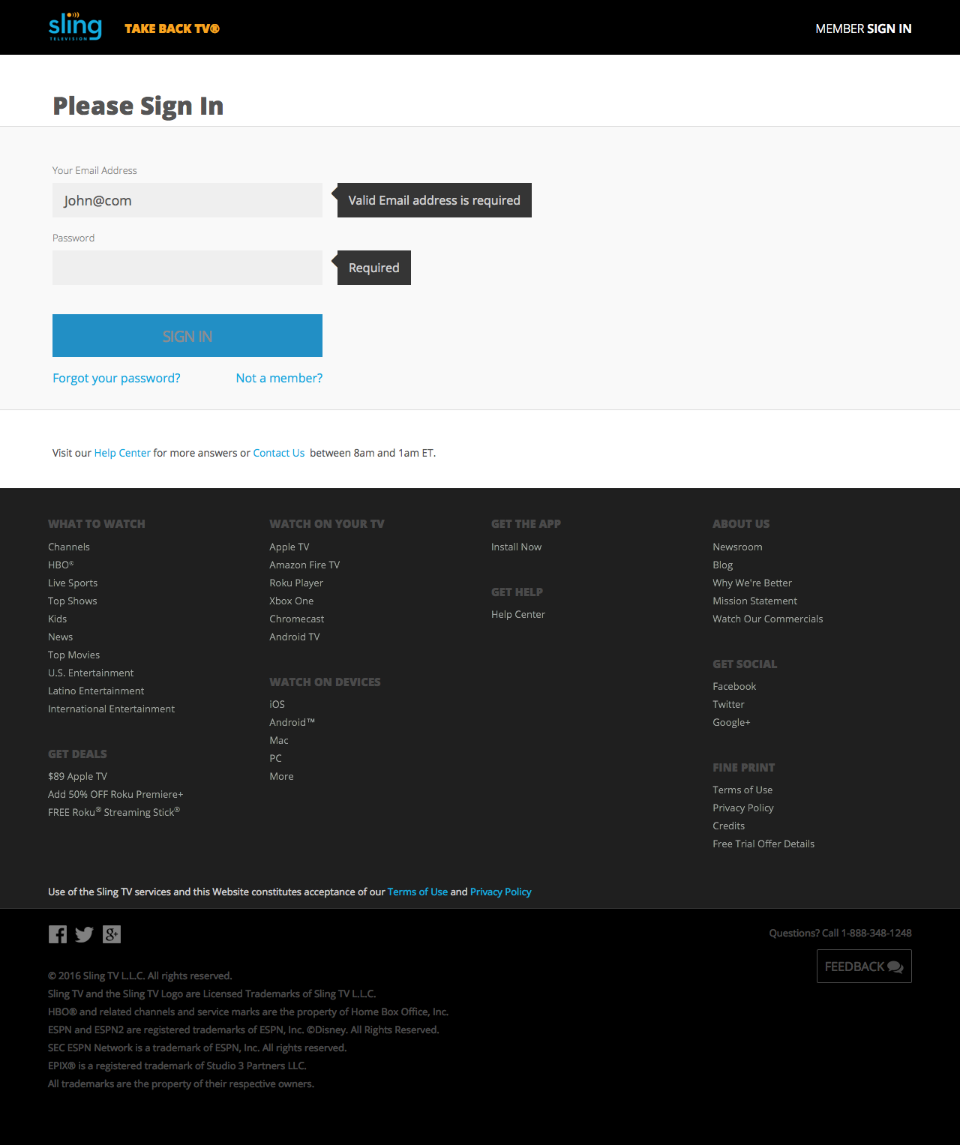 sling
TELEVISION
TAKE BACK TV®
MEMBER SIGN IN
Please Sign In
Your Email Address
John@com
Valid Email address is required
Password
Required
SIGN IN
Forgot your password?
Not a member?
Visit our Help Center for more answers or Contact Us between 8am and 1am ET.
WHAT TO WATCH
Channels
HBO®
Live Sports
Top Shows
Kids
News
Top Movies
U.S. Entertainment
Latino Entertainment
International Entertainment
GET DEALS
$89 Apple TV
Add 50% OFF Roku Premiere+
FREE Roku® Streaming Stick®
WATCH ON YOUR TV
Apple TV
Amazon Fire TV
Roku Player
Xbox One
Chromecast
Android TV
WATCH ON DEVICES
iOS
Android™
Mac
PC
More
GET THE APP
Install Now
GET HELP
Help Center
ABOUT US
Newsroom
Blog
Why We're Better
Mission Statement
Watch Our Commercials
GET SOCIAL
Facebook
Twitter
Google+
FINE PRINT
Terms of Use
Privacy Policy
Credits
Free Trial Offer Details
Use of the Sling TV services and this Website constitutes acceptance of our Terms of Use and Privacy Policy
Questions? Call 1-888-348-1248
FEEDBACK
© 2016 Sling TV L.L.C. All rights reserved.
Sling TV and the Sling TV Logo are Licensed Trademarks of Sling TV L.L.C.
HBO® and related channels and service marks are the property of Home Box Office, Inc.
ESPN and ESPN2 are registered trademarks of ESPN, Inc. ©Disney. All Rights Reserved.
SEC ESPN Network is a trademark of ESPN, Inc. All rights reserved.
EPIX® is a registered trademark of Studio 3 Partners LLC.
All trademarks are the property of their respective owners.